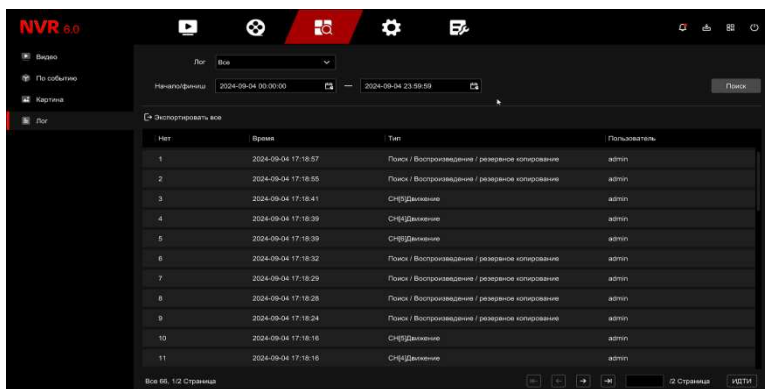 NVR 6.0
Видео
По событию
Картина
Лог
Лог Все
Начало/финиш 2024-09-04 00:00:00 — 2024-09-04 23:59:59 Поиск
Экспортировать все
Нет Время Тип Пользователь
1 2024-09-04 17:18:57 Поиск / Воспроизведение / резервное копирование admin
2 2024-09-04 17:18:55 Поиск / Воспроизведение / резервное копирование admin
3 2024-09-04 17:18:41 CH[5]Движение admin
4 2024-09-04 17:18:39 CH[4]Движение admin
5 2024-09-04 17:18:39 CH[6]Движение admin
6 2024-09-04 17:18:32 Поиск / Воспроизведение / резервное копирование admin
7 2024-09-04 17:18:29 Поиск / Воспроизведение / резервное копирование admin
8 2024-09-04 17:18:28 Поиск / Воспроизведение / резервное копирование admin
9 2024-09-04 17:18:24 Поиск / Воспроизведение / резервное копирование admin
10 2024-09-04 17:18:16 CH[5]Движение admin
11 2024-09-04 17:18:16 CH[4]Движение admin
Все 66, 1/2 Страница /2 Страница ИДТИ